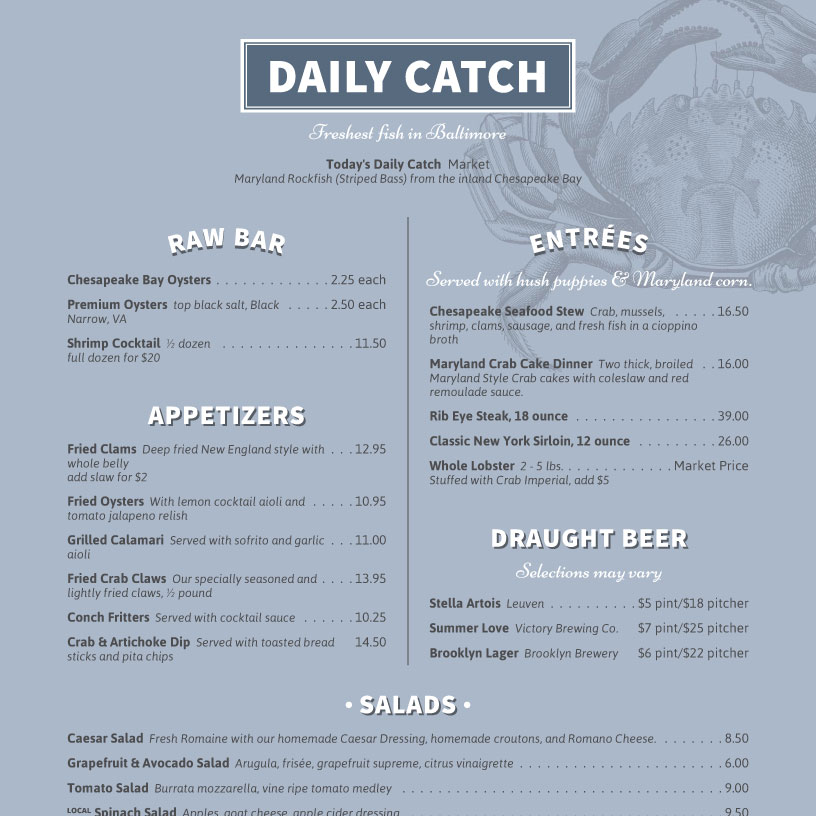 DAILY CATCH
Freshest fish in Baltimore
Today's Daily Catch Market
Maryland Rockfish (Striped Bass) from the inland Chesapeake Bay
RAW BAR
Chesapeake Bay Oysters . . . . . . . . . . . . . 2.25 each
Premium Oysters top black salt, Black . . . . . 2.50 each
Narrow, VA
Shrimp Cocktail ½ dozen . . . . . . . . . . . . . . . 11.50
full dozen for $20
APPETIZERS
Fried Clams Deep fried New England style with . . . 12.95
whole belly
add slaw for $2
Fried Oysters With lemon cocktail aioli and . . . . . 10.95
tomato jalapeno relish
Grilled Calamari Served with sofrito and garlic . . . 11.00
aioli
Fried Crab Claws Our specially seasoned and . . . . 13.95
lightly fried claws, ½ pound
Conch Fritters Served with cocktail sauce . . . . . . 10.25
Crab & Artichoke Dip Served with toasted bread 14.50
sticks and pita chips
ENTRÉES
Served with hush puppies & Maryland corn.
Chesapeake Seafood Stew Crab, mussels, . . . . . 16.50
shrimp, clams, sausage, and fresh fish in a cioppino
broth
Maryland Crab Cake Dinner Two thick, broiled . . 16.00
Maryland Style Crab cakes with coleslaw and red
remoulade sauce.
Rib Eye Steak, 18 ounce . . . . . . . . . . . . . . . . . 39.00
Classic New York Sirloin, 12 ounce . . . . . . . . . 26.00
Whole Lobster 2 - 5 lbs. . . . . . . . . . . . . Market Price
Stuffed with Crab Imperial, add $5
DRAUGHT BEER
Selections may vary
Stella Artois Leuven . . . . . . . . . . $5 pint/$18 pitcher
Summer Love Victory Brewing Co. $7 pint/$25 pitcher
Brooklyn Lager Brooklyn Brewery $6 pint/$22 pitcher
• SALADS •
Caesar Salad Fresh Romaine with our homemade Caesar Dressing, homemade croutons, and Romano Cheese. . . . . . . . 8.50
Grapefruit & Avocado Salad Arugula, frisée, grapefruit supreme, citrus vinaigrette . . . . . . . . . . . . . . . . . . . . . . . . 6.00
Tomato Salad Burrata mozzarella, vine ripe tomato medley . . . . . . . . . . . . . . . . . . . . . . . . . . . . . . . . . . . . . 9.00
LOCAL Spinach Salad Apples, goat cheese, apple cider dressing . . . . . . . . . . . . . . . . . . . . . . . . . . . . . . . . . . . . 9.50